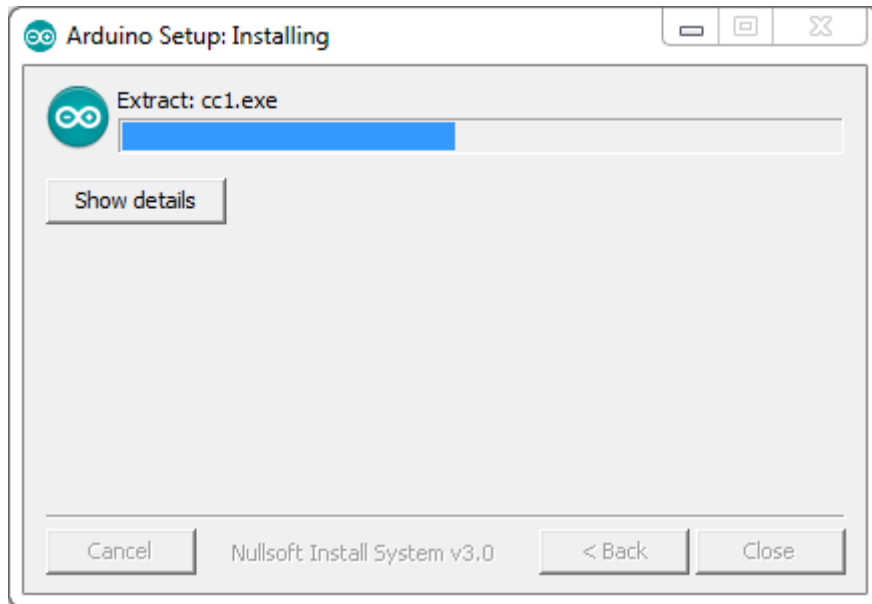 Arduino Setup: Installing
Extract: cc1.exe
Show details
Cancel
Nullsoft Install System v3.0
< Back
Close